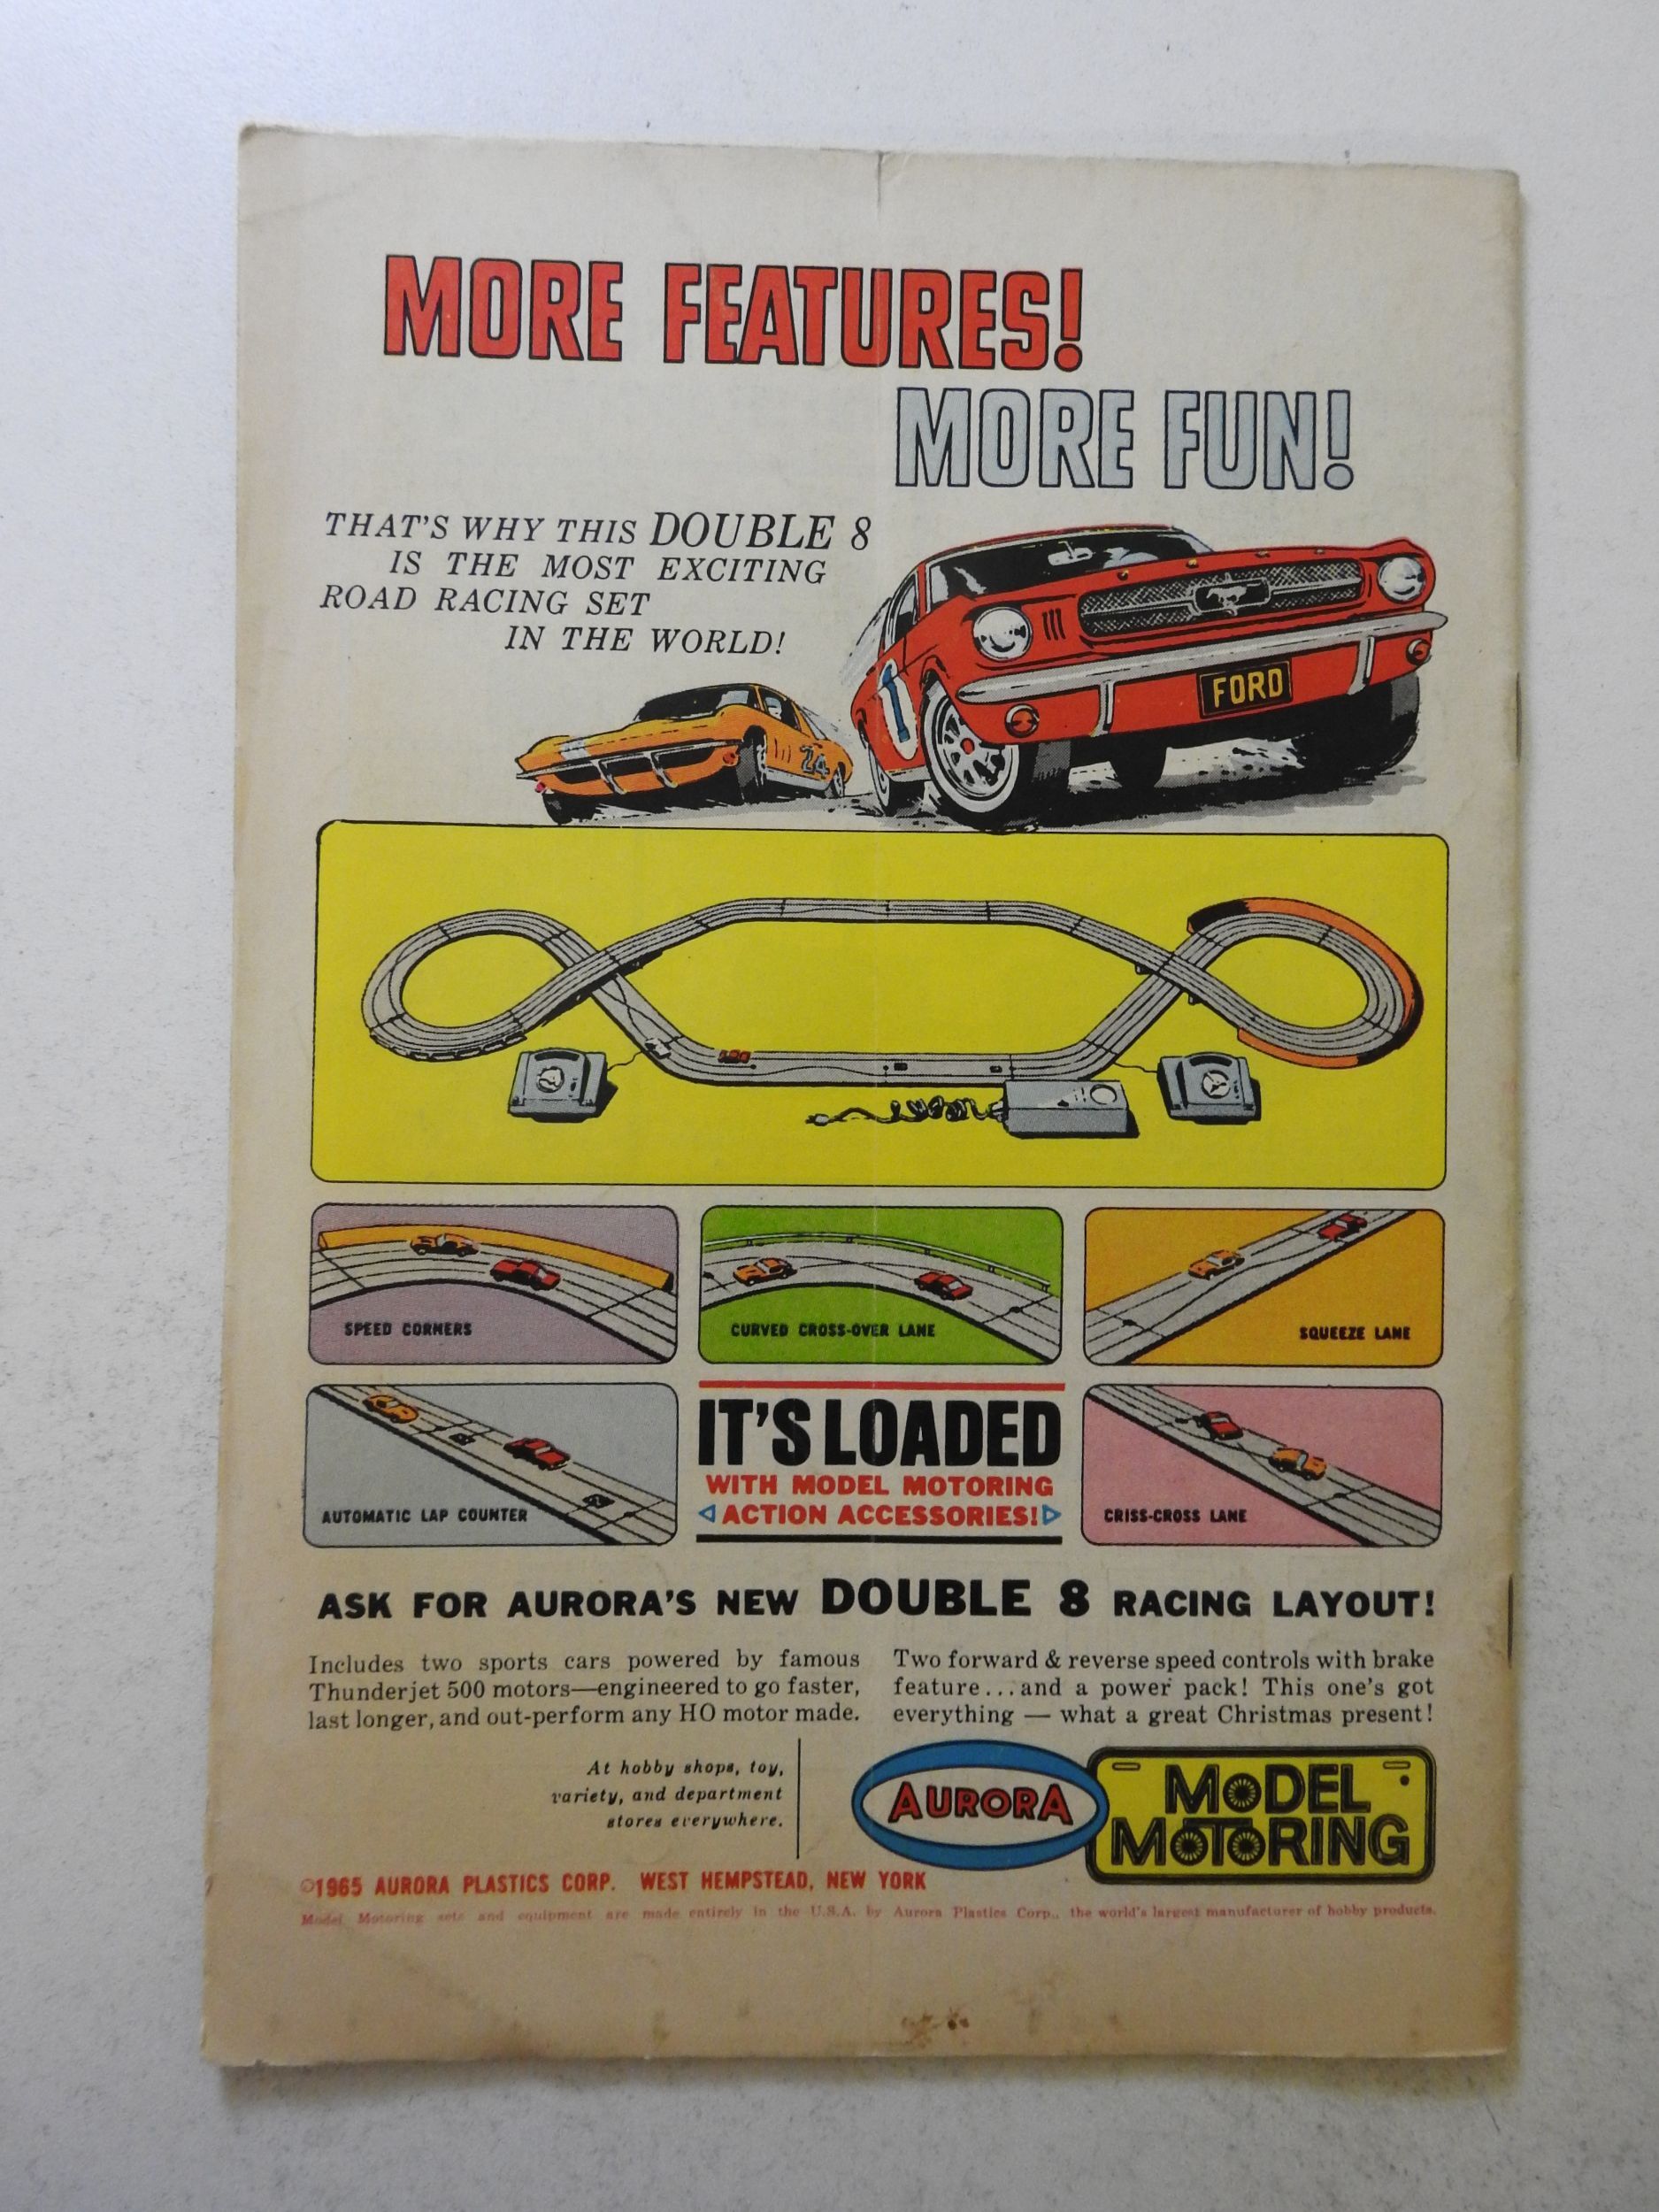 MORE FEATURES!
MORE FUN!
THAT'S WHY THIS DOUBLE 8
IS THE MOST EXCITING
ROAD RACING SET
IN THE WORLD!
FORD
24
SPEED CORNERS
CURVED CROSS-OVER LANE
SQUEEZE LANE
AUTOMATIC LAP COUNTER
IT'S LOADED
WITH MODEL MOTORING
ACTION ACCESSORIES!
CRISS-CROSS LANE
ASK FOR AURORA'S NEW DOUBLE 8 RACING LAYOUT!
Includes two sports cars powered by famous
Thunderjet 500 motors—engineered to go faster,
last longer, and out-perform any HO motor made.
Two forward & reverse speed controls with brake
feature...and a power pack! This one's got
everything — what a great Christmas present!
At hobby shops, toy,
variety, and department
stores everywhere.
AURORA
MODEL
MOTORING
©1965 AURORA PLASTICS CORP. WEST HEMPSTEAD, NEW YORK
Model Motoring sets and equipment are made entirely in the U.S.A. by Aurora Plastics Corp., the world's largest manufacturer of hobby products.